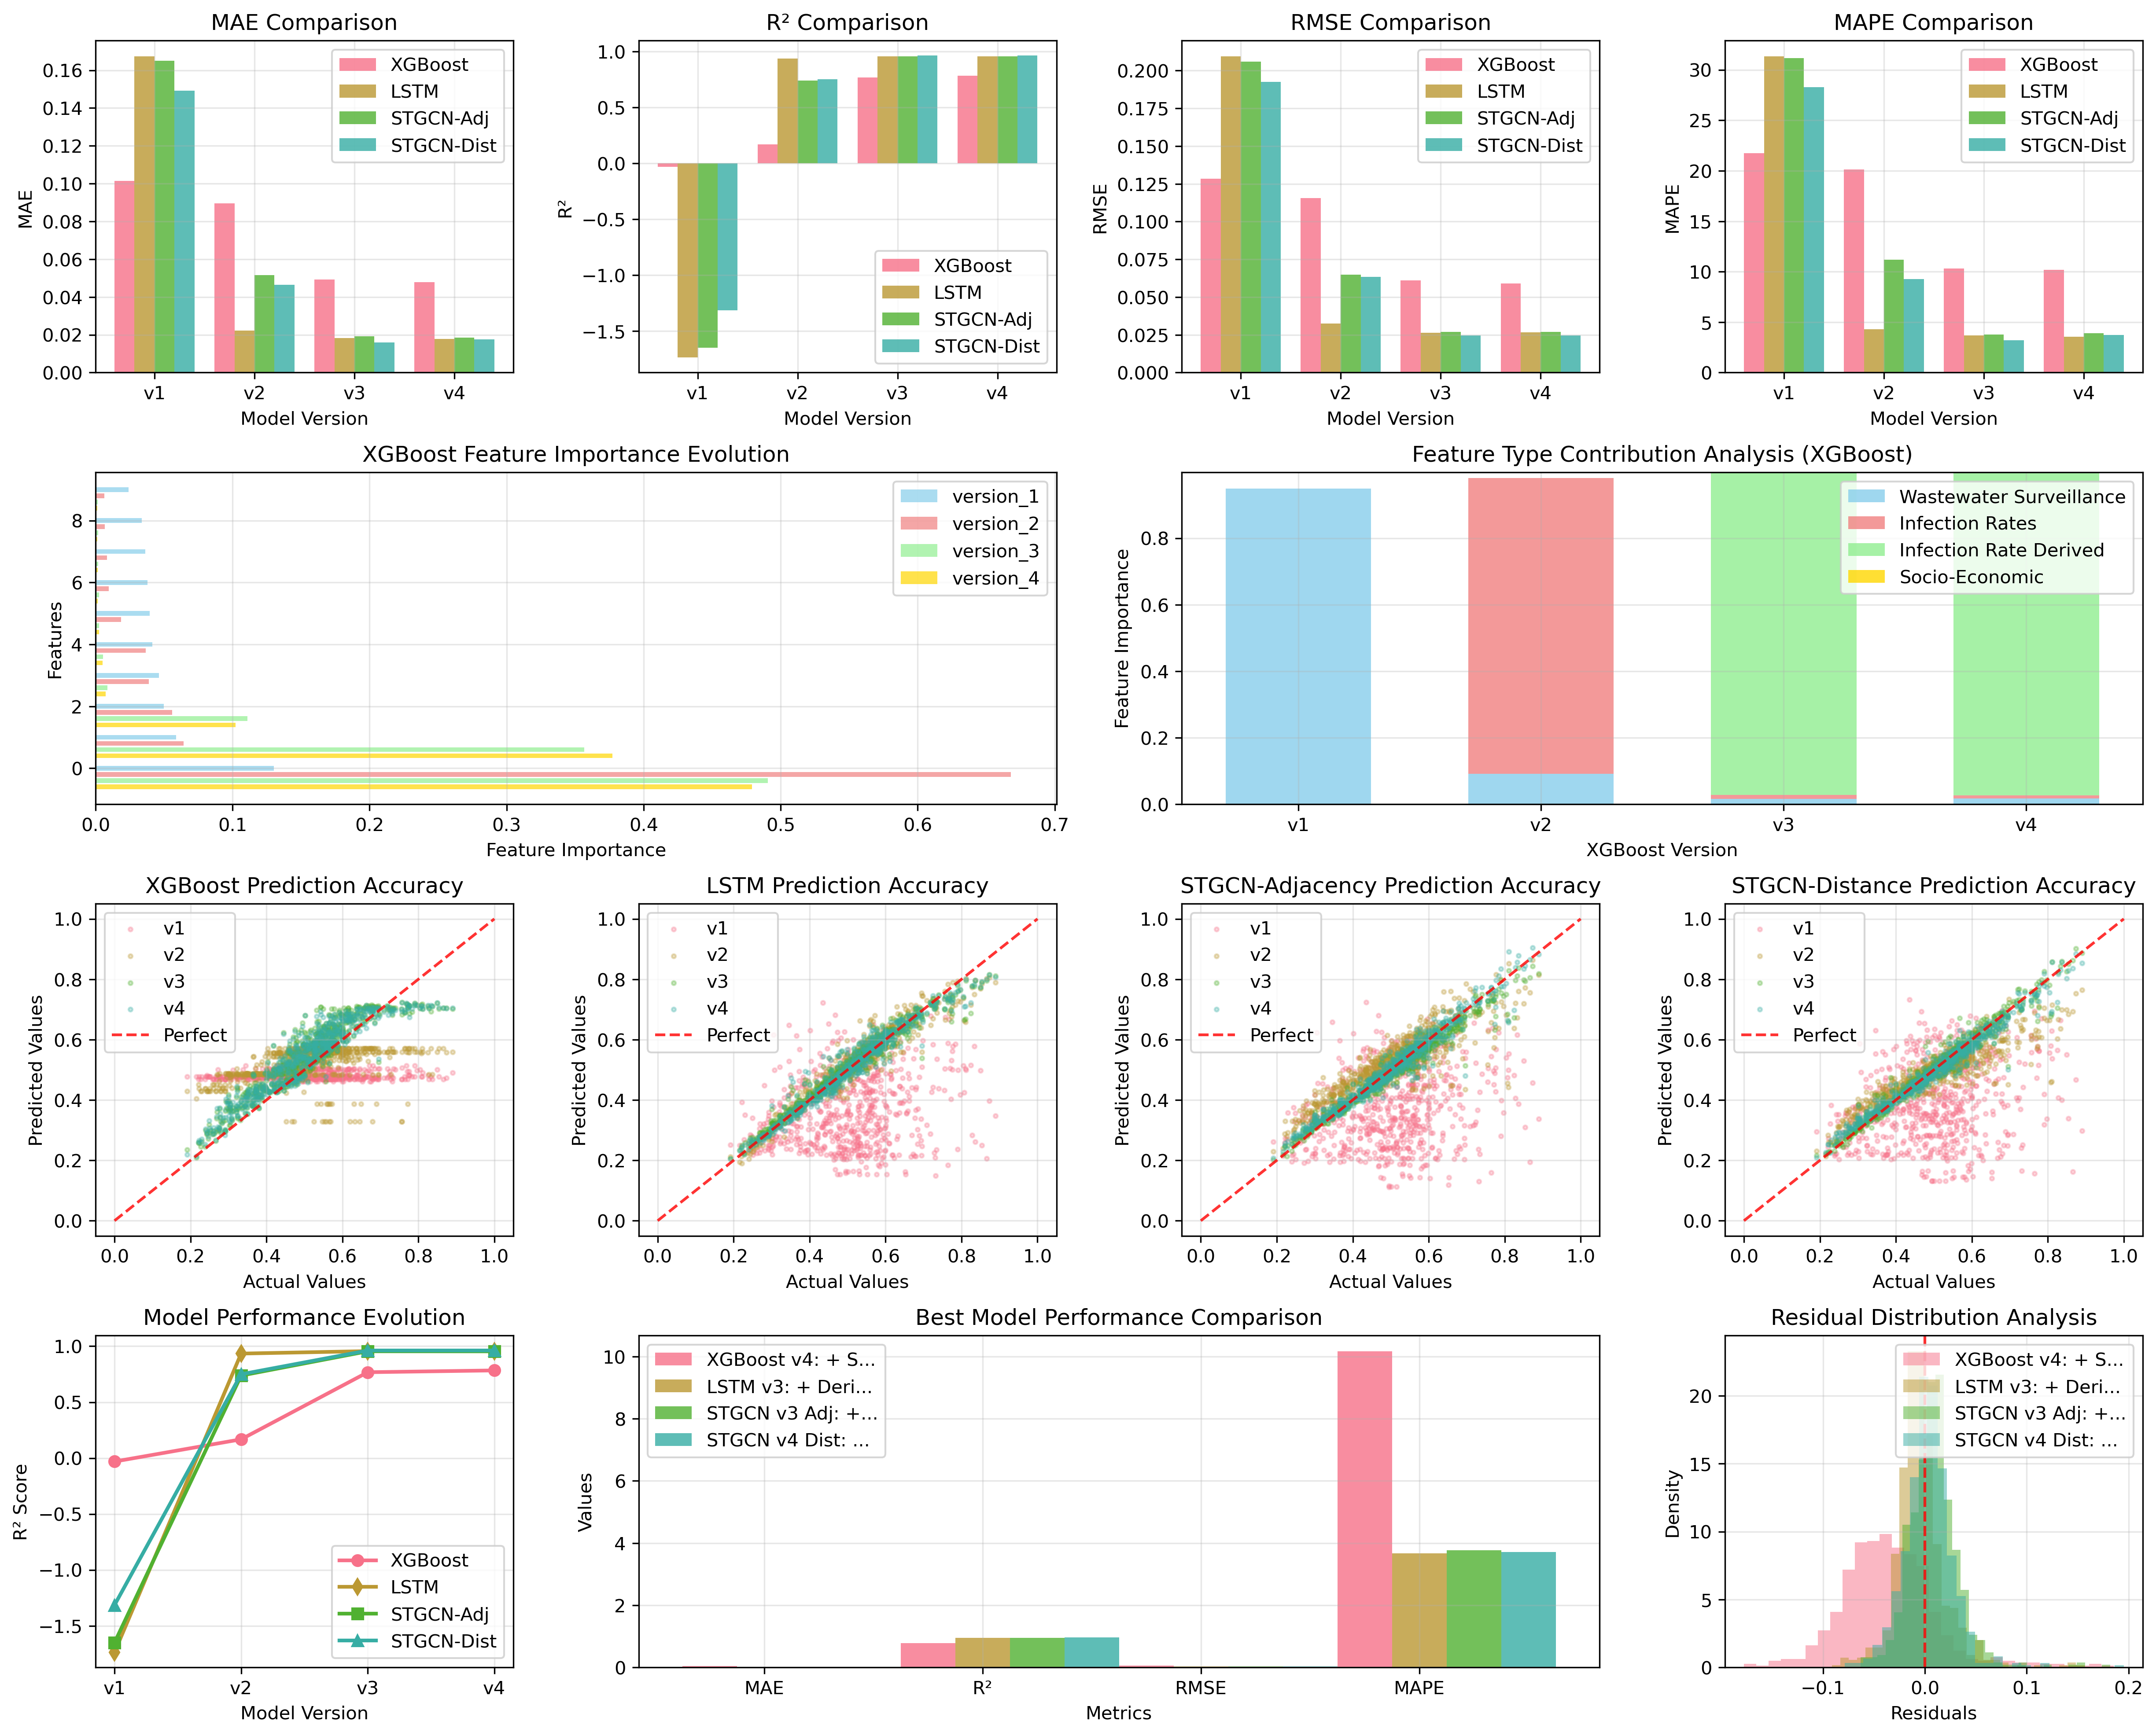 MAE Comparison
MAE
0.16
0.14
0.12
0.10
0.08
0.06
0.04
0.02
0.00
XGBoost
LSTM
STGCN-Adj
STGCN-Dist
v1 v2 v3 v4
Model Version
R² Comparison
R²
1.0
0.5
0.0
−0.5
−1.0
−1.5
XGBoost
LSTM
STGCN-Adj
STGCN-Dist
v1 v2 v3 v4
Model Version
RMSE Comparison
RMSE
0.200
0.175
0.150
0.125
0.100
0.075
0.050
0.025
0.000
XGBoost
LSTM
STGCN-Adj
STGCN-Dist
v1 v2 v3 v4
Model Version
MAPE Comparison
MAPE
30
25
20
15
10
5
0
XGBoost
LSTM
STGCN-Adj
STGCN-Dist
v1 v2 v3 v4
Model Version
XGBoost Feature Importance Evolution
Features
8
6
4
2
0
version_1
version_2
version_3
version_4
0.0 0.1 0.2 0.3 0.4 0.5 0.6 0.7
Feature Importance
Feature Type Contribution Analysis (XGBoost)
Feature Importance
0.8
0.6
0.4
0.2
0.0
Wastewater Surveillance
Infection Rates
Infection Rate Derived
Socio-Economic
v1 v2 v3 v4
XGBoost Version
XGBoost Prediction Accuracy
Predicted Values
1.0
0.8
0.6
0.4
0.2
0.0
v1
v2
v3
v4
Perfect
0.0 0.2 0.4 0.6 0.8 1.0
Actual Values
LSTM Prediction Accuracy
Predicted Values
1.0
0.8
0.6
0.4
0.2
0.0
v1
v2
v3
v4
Perfect
0.0 0.2 0.4 0.6 0.8 1.0
Actual Values
STGCN-Adjacency Prediction Accuracy
Predicted Values
1.0
0.8
0.6
0.4
0.2
0.0
v1
v2
v3
v4
Perfect
0.0 0.2 0.4 0.6 0.8 1.0
Actual Values
STGCN-Distance Prediction Accuracy
Predicted Values
1.0
0.8
0.6
0.4
0.2
0.0
v1
v2
v3
v4
Perfect
0.0 0.2 0.4 0.6 0.8 1.0
Actual Values
Model Performance Evolution
R² Score
1.0
0.5
0.0
−0.5
−1.0
−1.5
XGBoost
LSTM
STGCN-Adj
STGCN-Dist
v1 v2 v3 v4
Model Version
Best Model Performance Comparison
Values
10
8
6
4
2
0
XGBoost v4: + S...
LSTM v3: + Deri...
STGCN v3 Adj: +...
STGCN v4 Dist: ...
MAE R² RMSE MAPE
Metrics
Residual Distribution Analysis
Density
20
15
10
5
0
XGBoost v4: + S...
LSTM v3: + Deri...
STGCN v3 Adj: +...
STGCN v4 Dist: ...
−0.1 0.0 0.1 0.2
Residuals